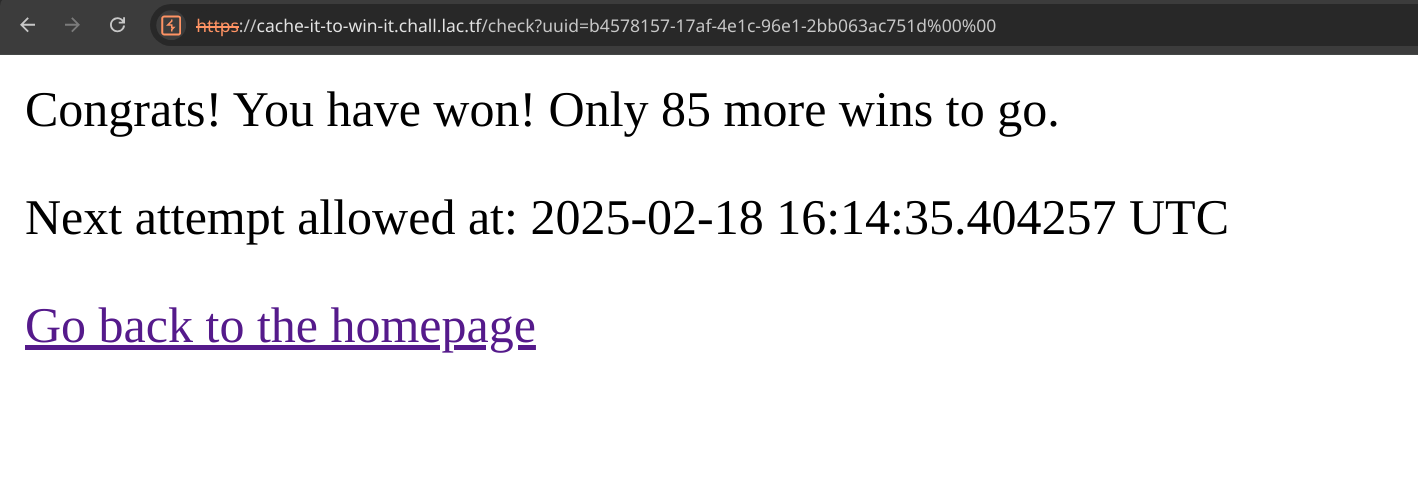 https://cache-it-to-win-it.chall.lac.tf/check?uuid=b4578157-17af-4e1c-96e1-2bb063ac751d%00%00
Congrats! You have won! Only 85 more wins to go.
Next attempt allowed at: 2025-02-18 16:14:35.404257 UTC
Go back to the homepage